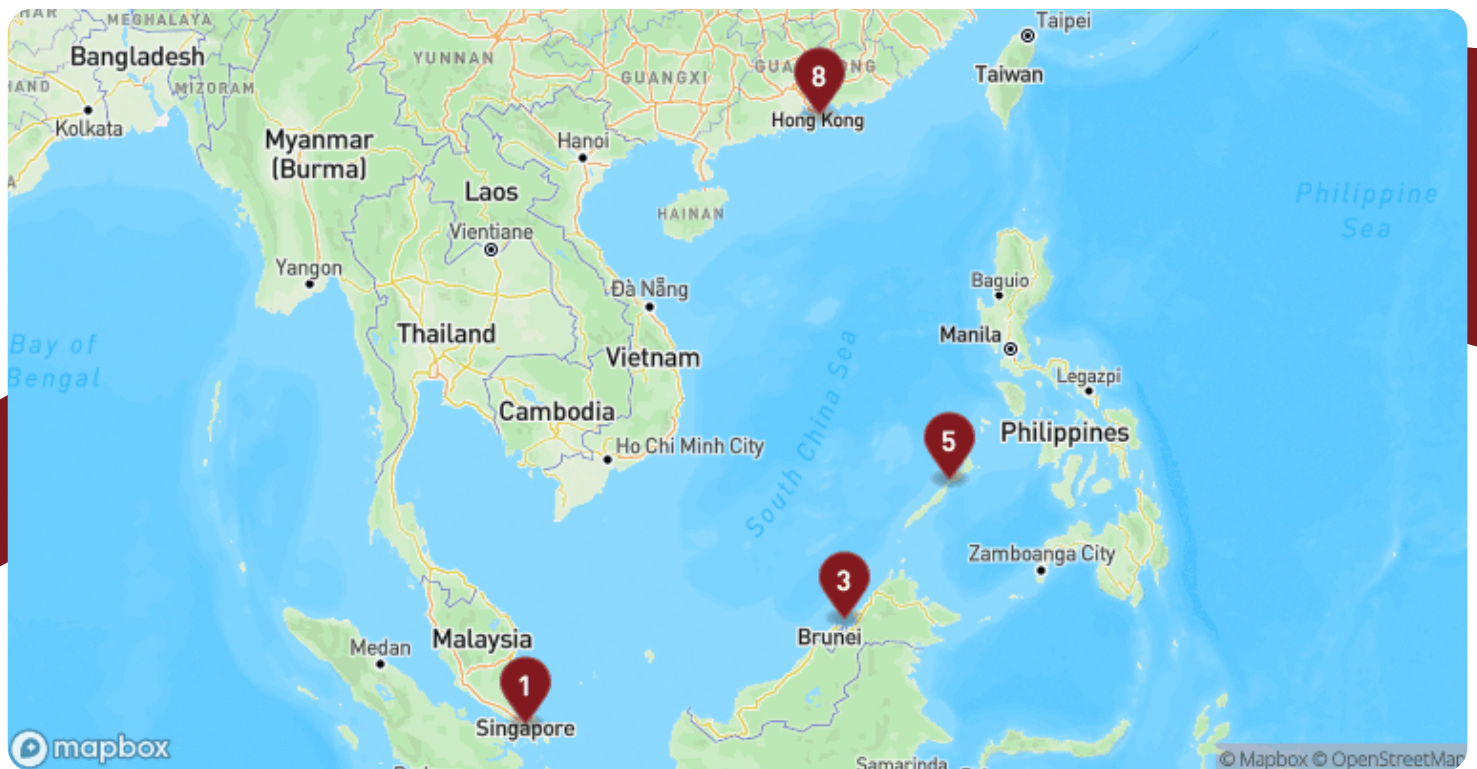 MEGHALAYA
Taipei
Bangladesh
YUNNAN
GUANGXI
8
Taiwan
MIZORAM
Kolkata
Hong Kong
Myanmar
(Burma)
Hanoi
Laos
HAINAN
Philippine
Sea
Vientiane
Yangon
Đà Nẵng
Baguio
Thailand
Manila
Bay of
Bengal
Vietnam
South China Sea
Legazpi
Cambodia
Philippines
5
Ho Chi Minh City
Zamboanga City
3
Brunei
Malaysia
Medan
1
Singapore
mapbox
Samarinda
© Mapbox © OpenStreetMap